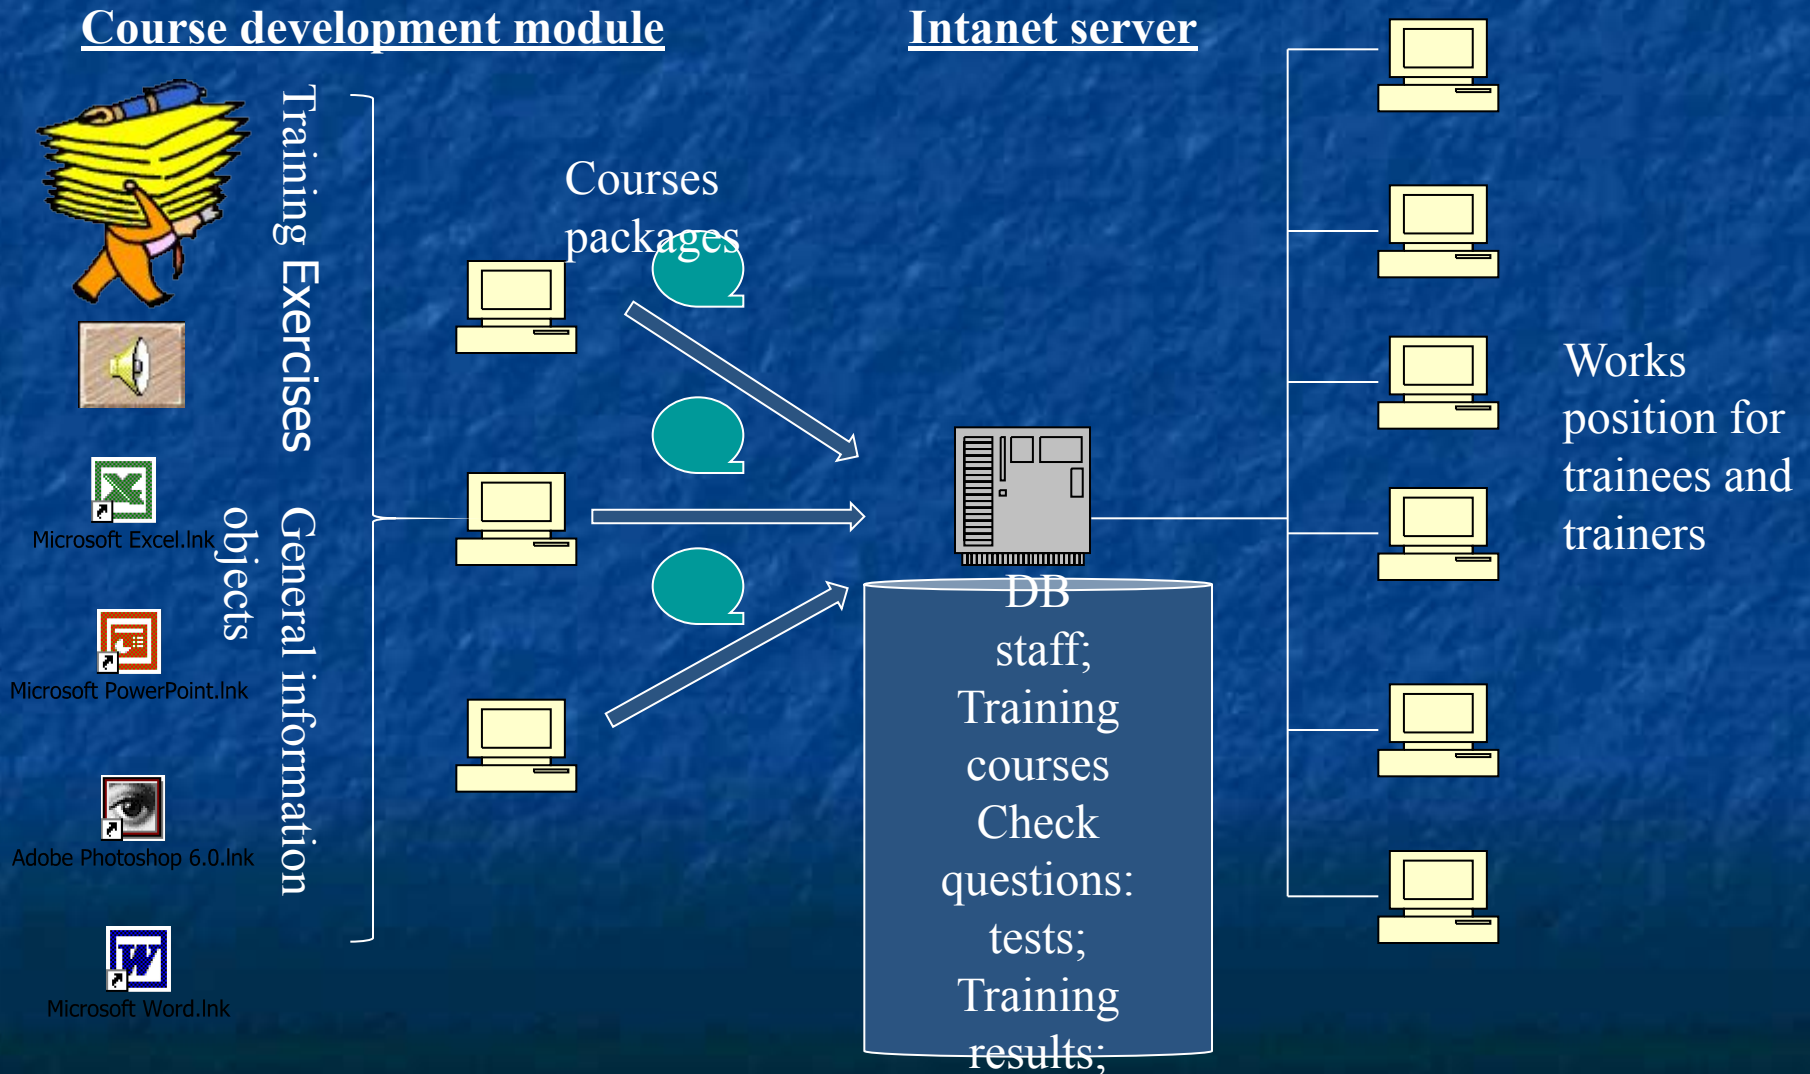 Course development module
Intanet server
Training Exercises
General information
objects
Microsoft Excel.lnk
Microsoft PowerPoint.lnk
Adobe Photoshop 6.0.lnk
Microsoft Word.lnk
Courses
packages
DB
staff;
Training
courses
Check
questions:
tests;
Training
results;
Works
position for
trainees and
trainers